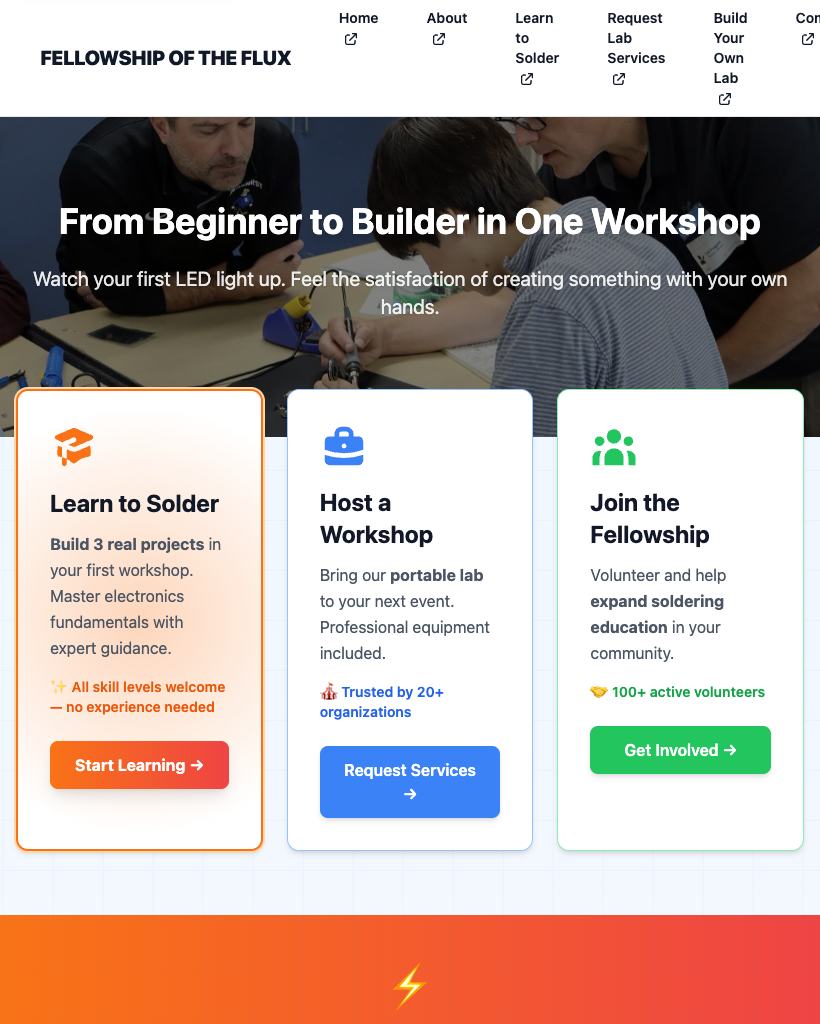 FELLOWSHIP OF THE FLUX
Home
About
Learn
to
Solder
Request
Lab
Services
Build
Your
Own
Lab
From Beginner to Builder in One Workshop
Watch your first LED light up. Feel the satisfaction of creating something with your own
hands.
Learn to Solder
Build 3 real projects in
your first workshop.
Master electronics
fundamentals with
expert guidance.
✨ All skill levels welcome
— no experience needed
Start Learning →
Host a
Workshop
Bring our portable lab
to your next event.
Professional equipment
included.
🎪 Trusted by 20+
organizations
Request Services
→
Join the
Fellowship
Volunteer and help
expand soldering
education in your
community.
🤝 100+ active volunteers
Get Involved →